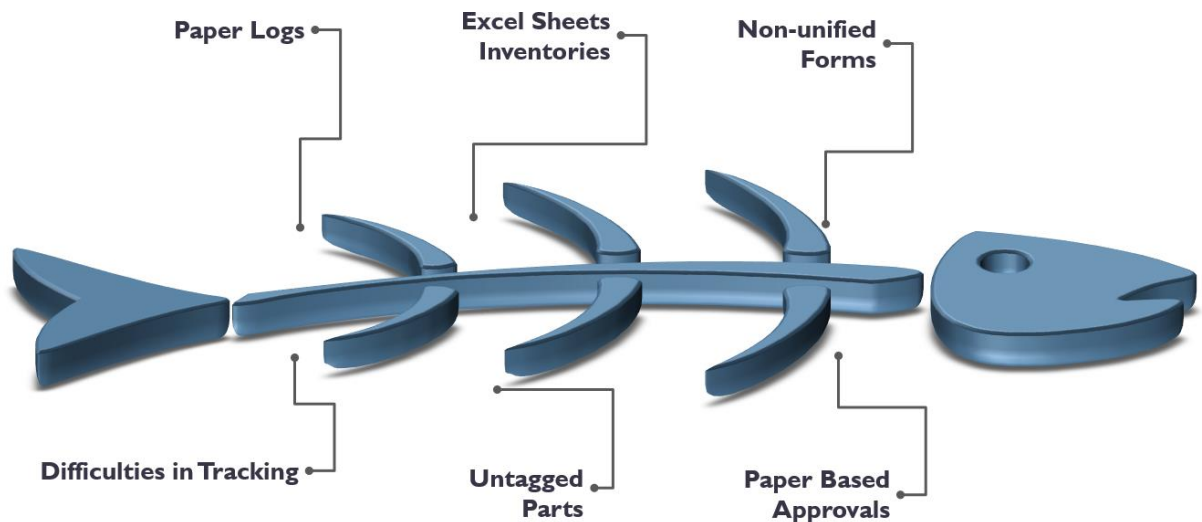 Paper Logs
Excel Sheets
Inventories
Non-unified
Forms
Difficulties in Tracking
Untagged
Parts
Paper Based
Approvals